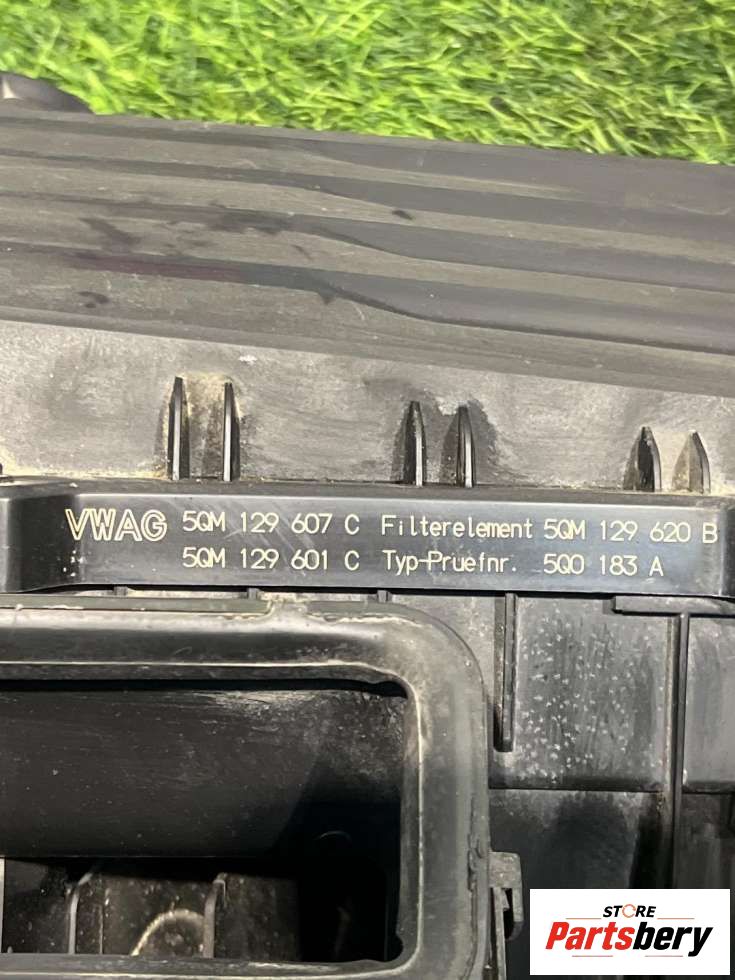 VWAG 5QM 129 607 C Filterelement 5QM 129 620 B
5QM 129 601 C Typ-Pruefnr. 5Q0 183 A
STORE
Partsbery